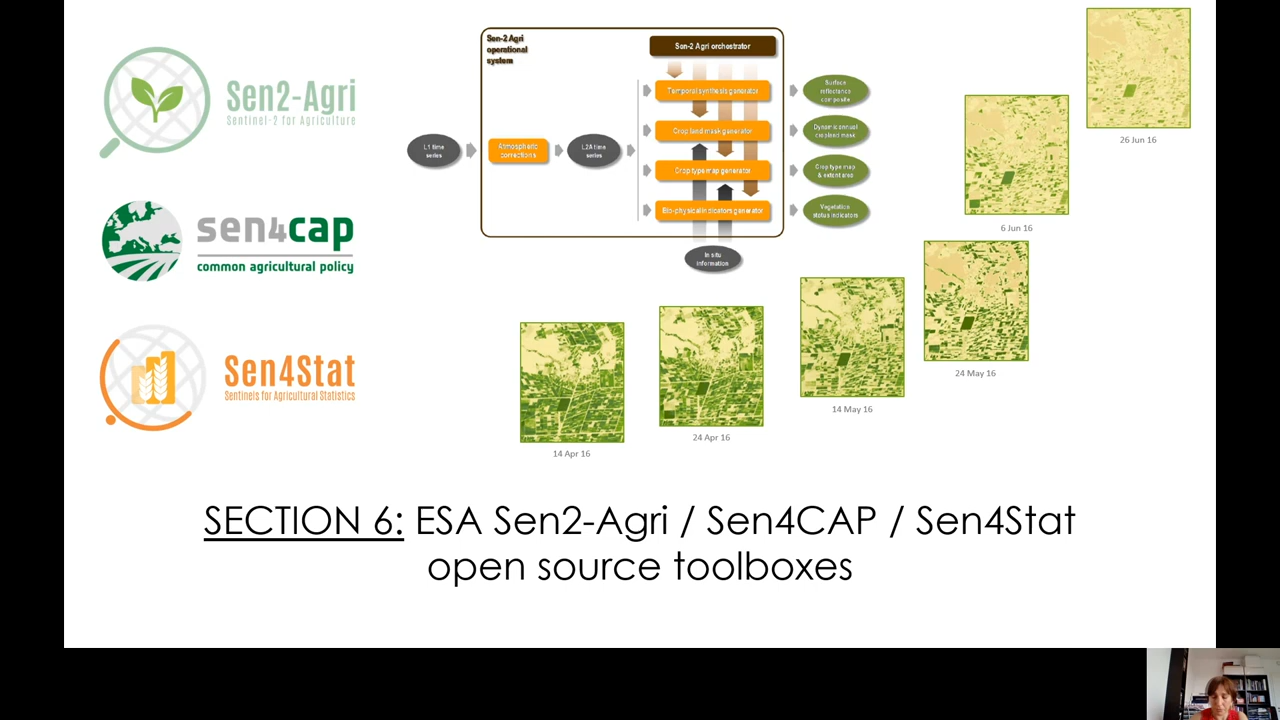 Sen2-Agri
Sentinel-2 for Agriculture
sen4cap
common agricultural policy
Sen4Stat
Sentinels for Agricultural Statistics
Sen-2 Agri
operational
system
Sen-2 Agri orchestrator
L1 time
series
Atmospheric
corrections
L2A time
series
Temporal synthesis generator
Crop land mask generator
Crop type map generator
Bio-physical indicators generator
Surface
reflectance
composite
Dynamic annual
cropland mask
Crop type map
& extent area
Vegetation
status indicators
In situ
information
14 Apr 16
24 Apr 16
14 May 16
24 May 16
6 Jun 16
26 Jun 16
SECTION 6: ESA Sen2-Agri / Sen4CAP / Sen4Stat
open source toolboxes